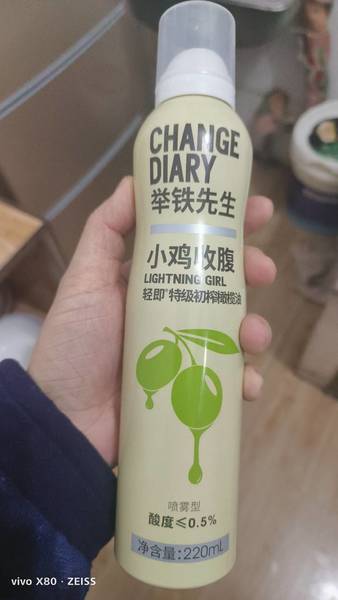 CHANGE
DIARY
举铁先生
小鸡收腹
LIGHTNING GIRL
轻即®特级初榨橄榄油
喷雾型
酸度≤0.5%
净含量:220mL
vivo X80 · ZEISS